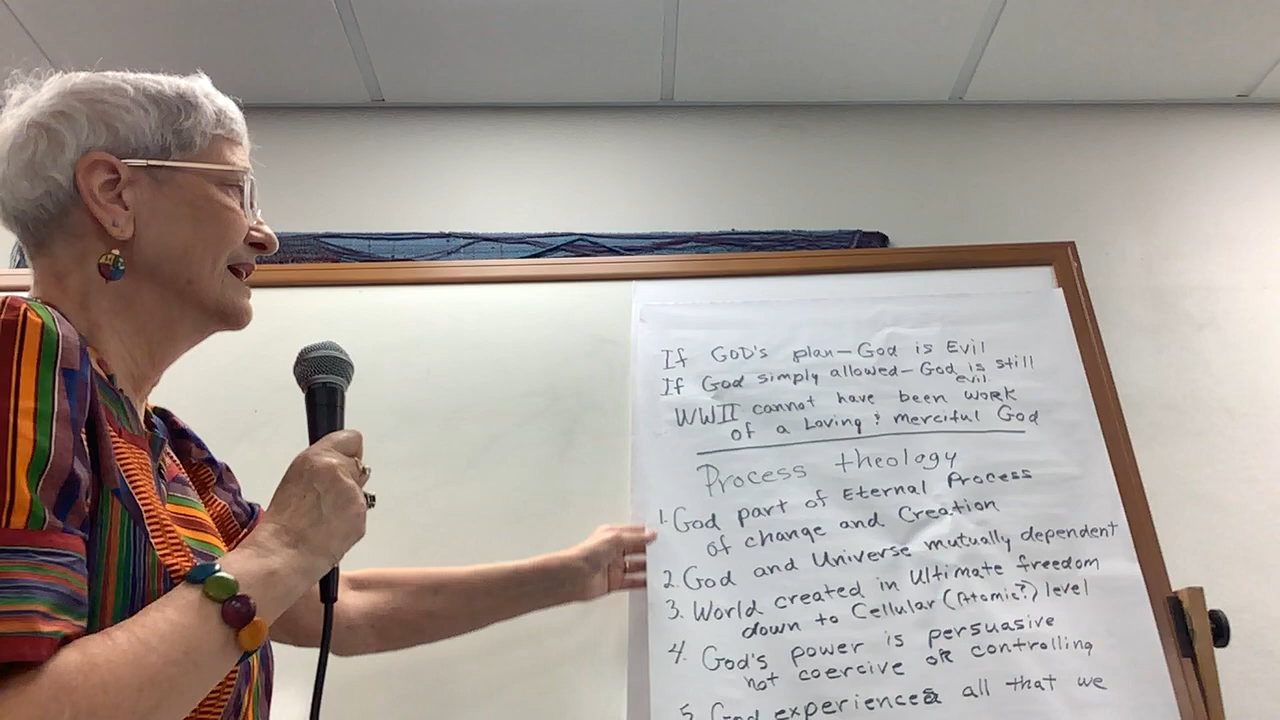 If GOD's plan—God is Evil
If God simply allowed—God is still
evil
WWII cannot have been WORK
of a Loving & merciful God
Process theology
1. God part of Eternal Process
of change and Creation
2. God and Universe mutually dependent
3. World created in Ultimate freedom
down to Cellular (Atomic?) level
4. God's power is persuasive
not coercive or controlling
5. God experiences all that we